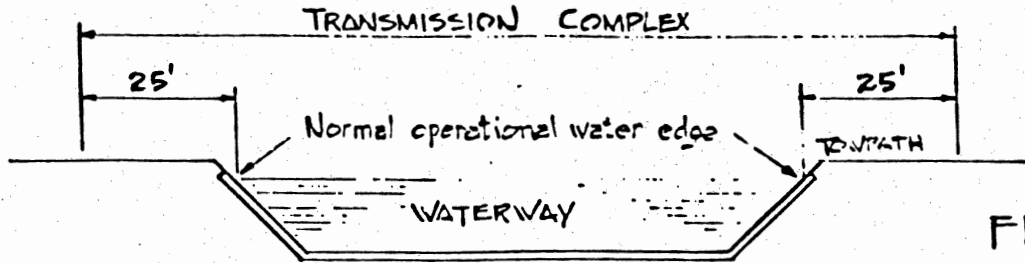 TRANSMISSION COMPLEX
25' 25'
Normal operational water edge
TOWPATH
WATERWAY